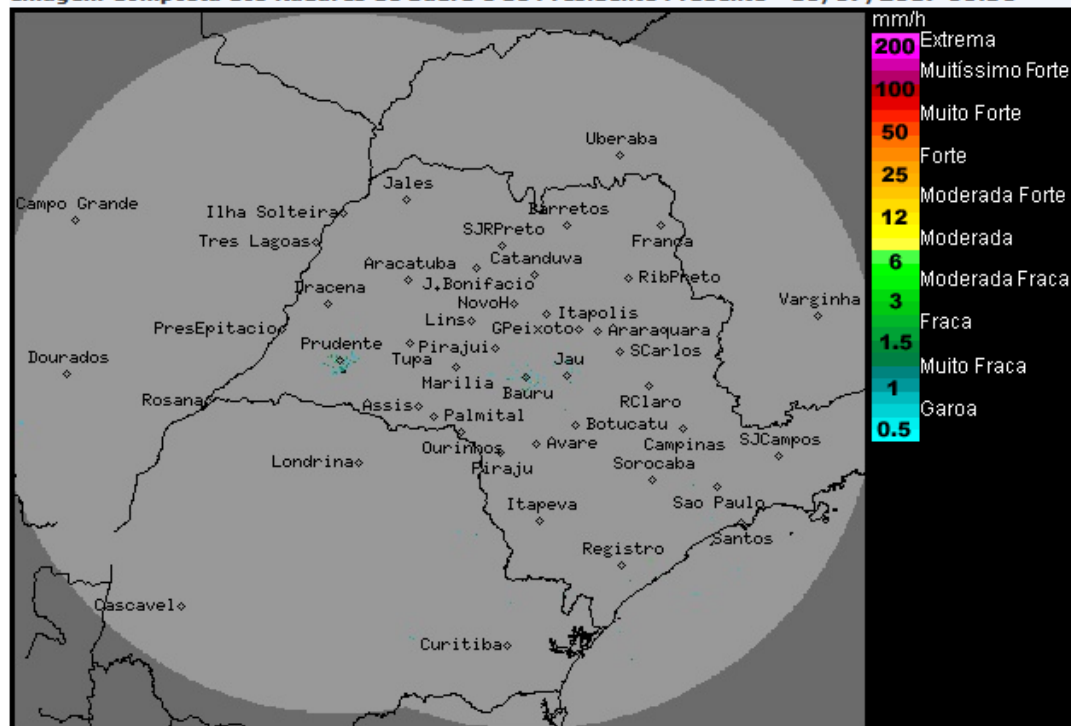 mm/h
200 Extrema
Muitíssimo Forte
100
Muito Forte
50
Forte
25
Moderada Forte
12
Moderada
6
Moderada Fraca
3
Fraca
1.5
Muito Fraca
1
Garoa
0.5
Uberaba
Jales
Campo Grande
Ilha Solteira
Barretos
SJRPreto
Franca
Tres Lagoas
Catanduva
Aracatuba
RibPreto
J.Bonifacio
Dracena
NovoH
Varginha
Itapolis
Lins
GPeixoto
Araraquara
PresEpitacio
Prudente
Pirajui
SCarlos
Dourados
Tupa
Jau
Marilia
Bauru
Rosana
Assis
RClaro
Palmital
Botucatu
Ourinhos
Avare
Campinas
SJCampos
Londrina
Piraju
Sorocaba
Itapeva
Sao Paulo
Santos
Registro
Cascavel
Curitiba